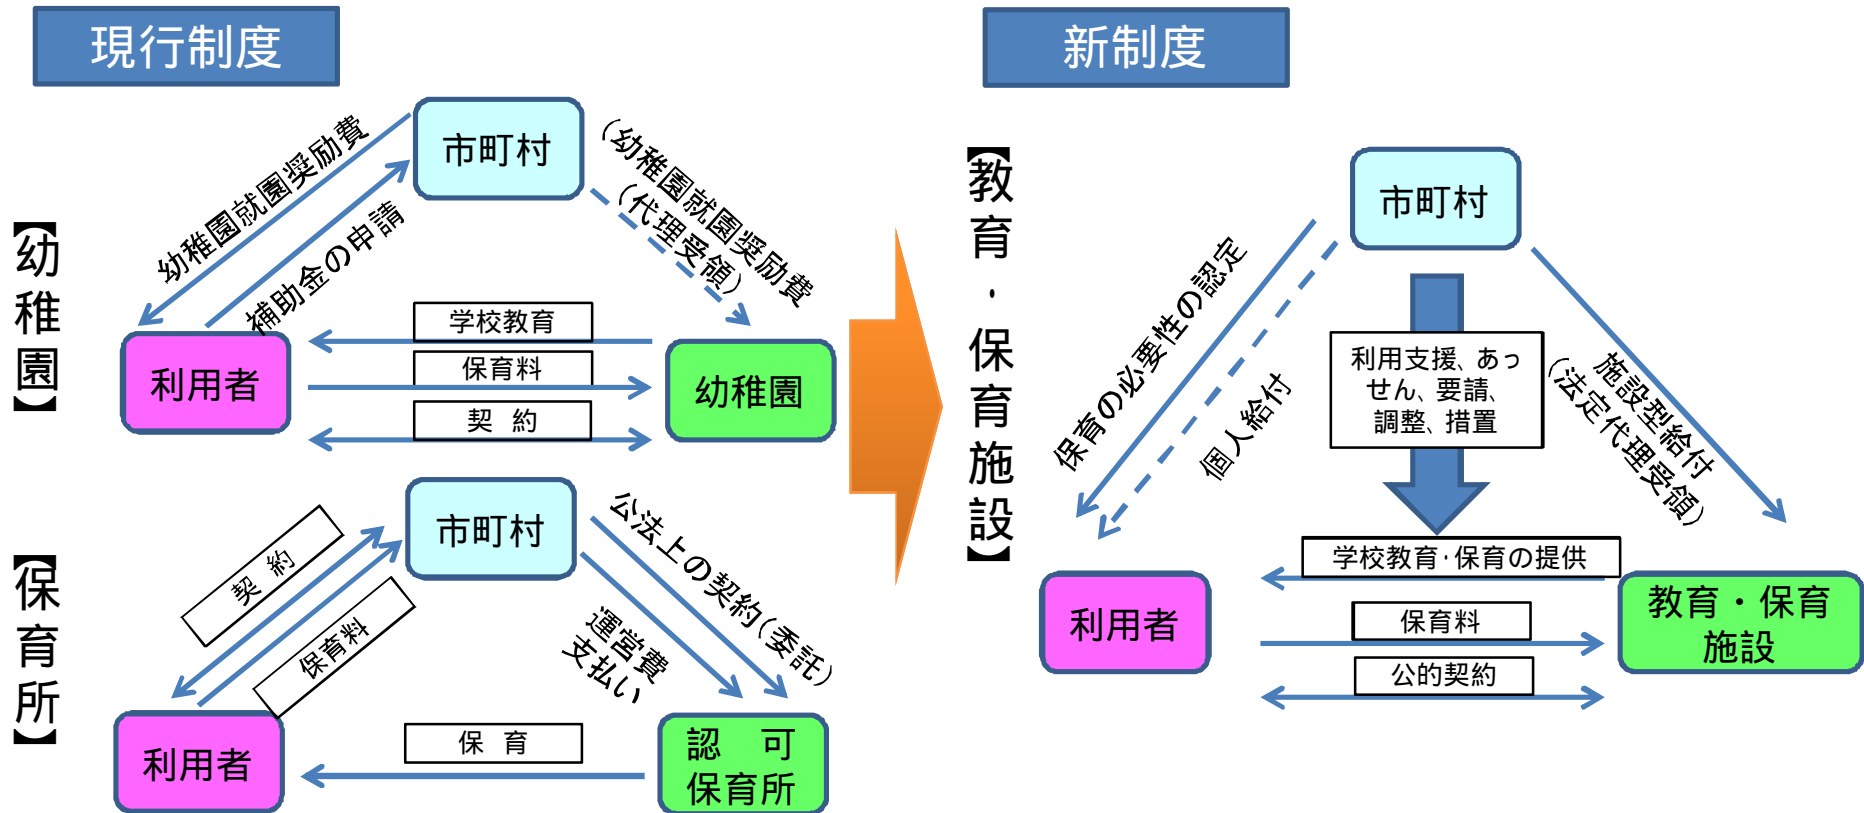 現行制度
新制度
【幼稚園】
市町村
幼稚園就園奨励費
補助金の申請
(幼稚園就園奨励費
(代理受領)
学校教育
保育料
契 約
利用者
幼稚園
【保育所】
市町村
契 約
保育料
公法上の契約(委託)
運営費
支払い
保 育
利用者
認 可
保育所
【教育・保育施設】
市町村
保育の必要性の認定
個人給付
利用支援、あっ
せん、要請、
調整、措置
施設型給付
(法定代理受領)
学校教育・保育の提供
保育料
公的契約
利用者
教育・保育
施設